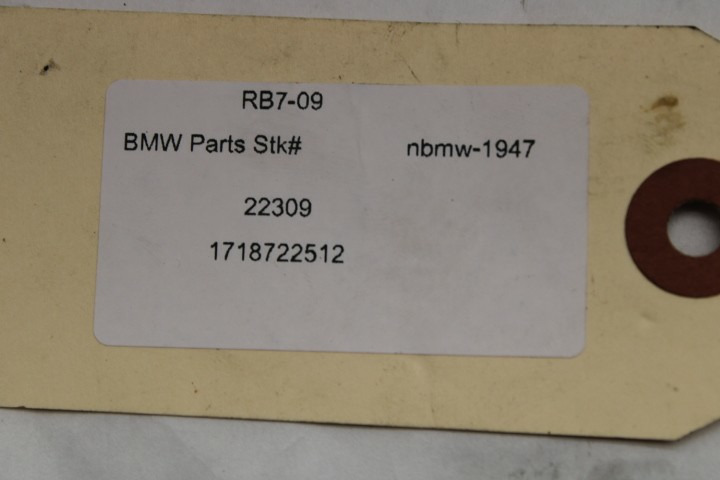 RB7-09
BMW Parts Stk# nbmw-1947
22309
1718722512